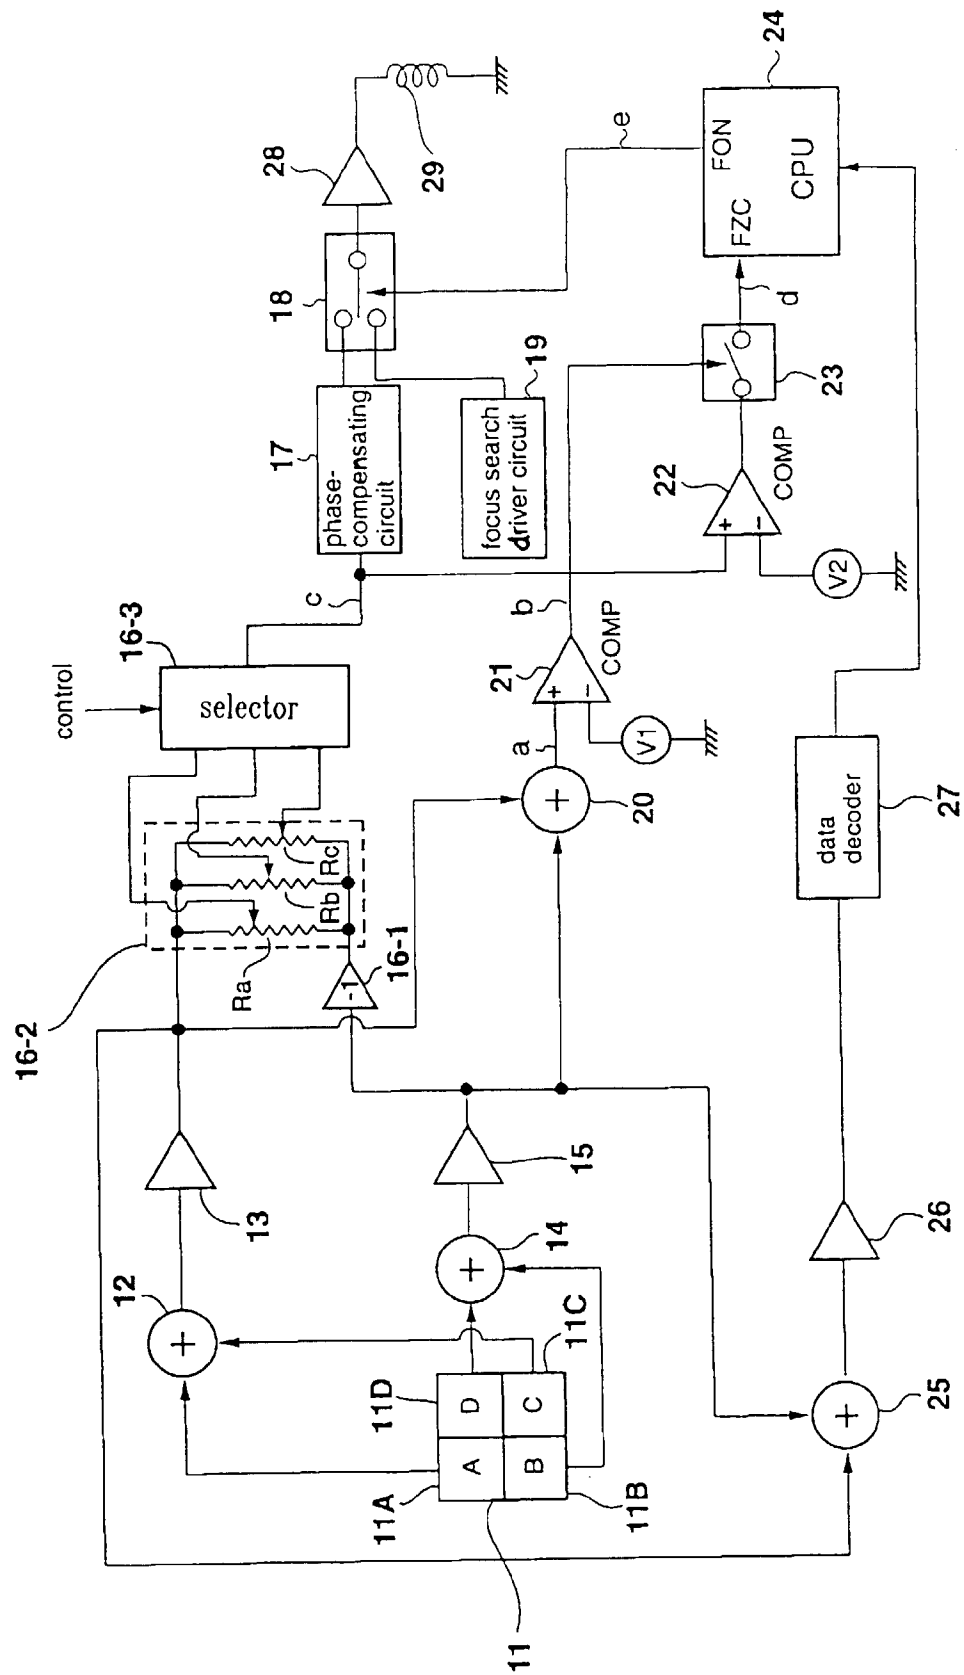 11
11A
11B
11C
11D
A
B
C
D
+
12
13
+
14
15
16-2
Ra
Rb
Rc
-1
16-1
control
16-3
selector
c
17
phase-
compensating
circuit
18
28
29
focus search
driver circuit
19
+
20
a
21
+
−
COMP
V1
b
22
+
−
COMP
V2
23
d
e
24
FZC
FON
CPU
+
25
26
data
decoder
27